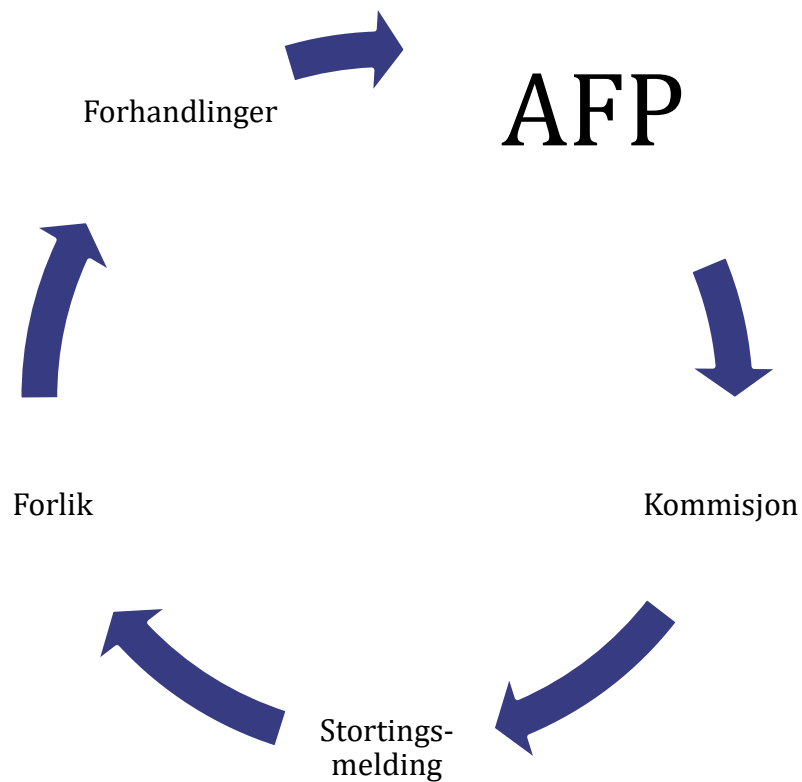 AFP
Forhandlinger
Forlik
Kommisjon
Stortings-
melding